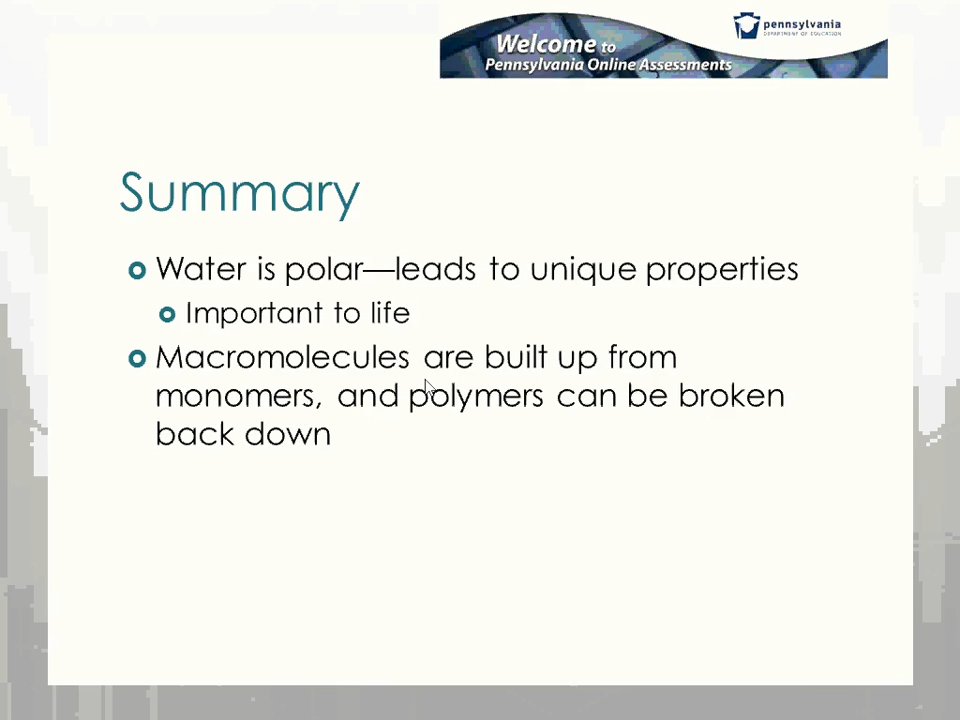 Welcome to
Pennsylvania Online Assessments
pennsylvania
DEPARTMENT OF EDUCATION
Summary
Water is polar—leads to unique properties
Important to life
Macromolecules are built up from
monomers, and polymers can be broken
back down